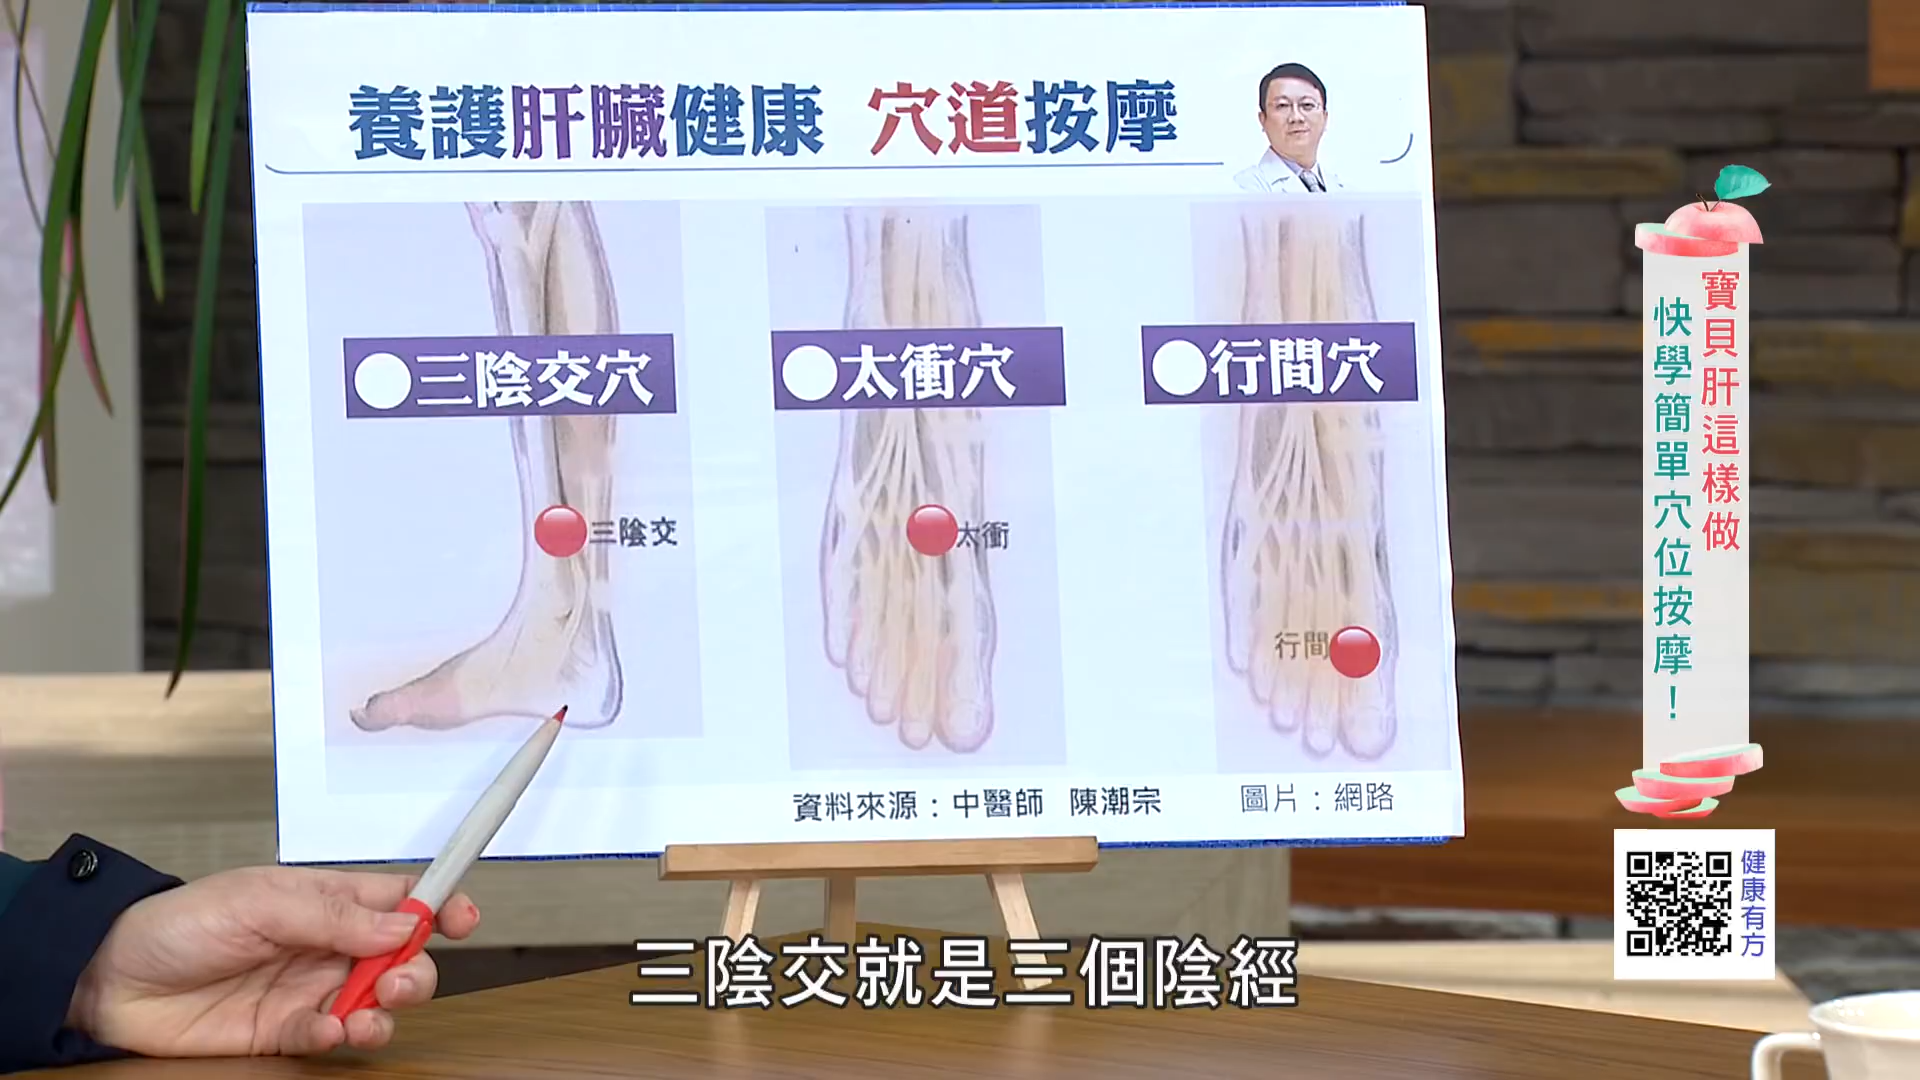 養護肝臟健康 穴道按摩
●三陰交穴
●太衝穴
●行間穴
三陰交
太衝
行間
資料來源：中醫師 陳潮宗
圖片：網路
寶貝肝這樣做
快學簡單穴位按摩！
健康有方
三陰交就是三個陰經